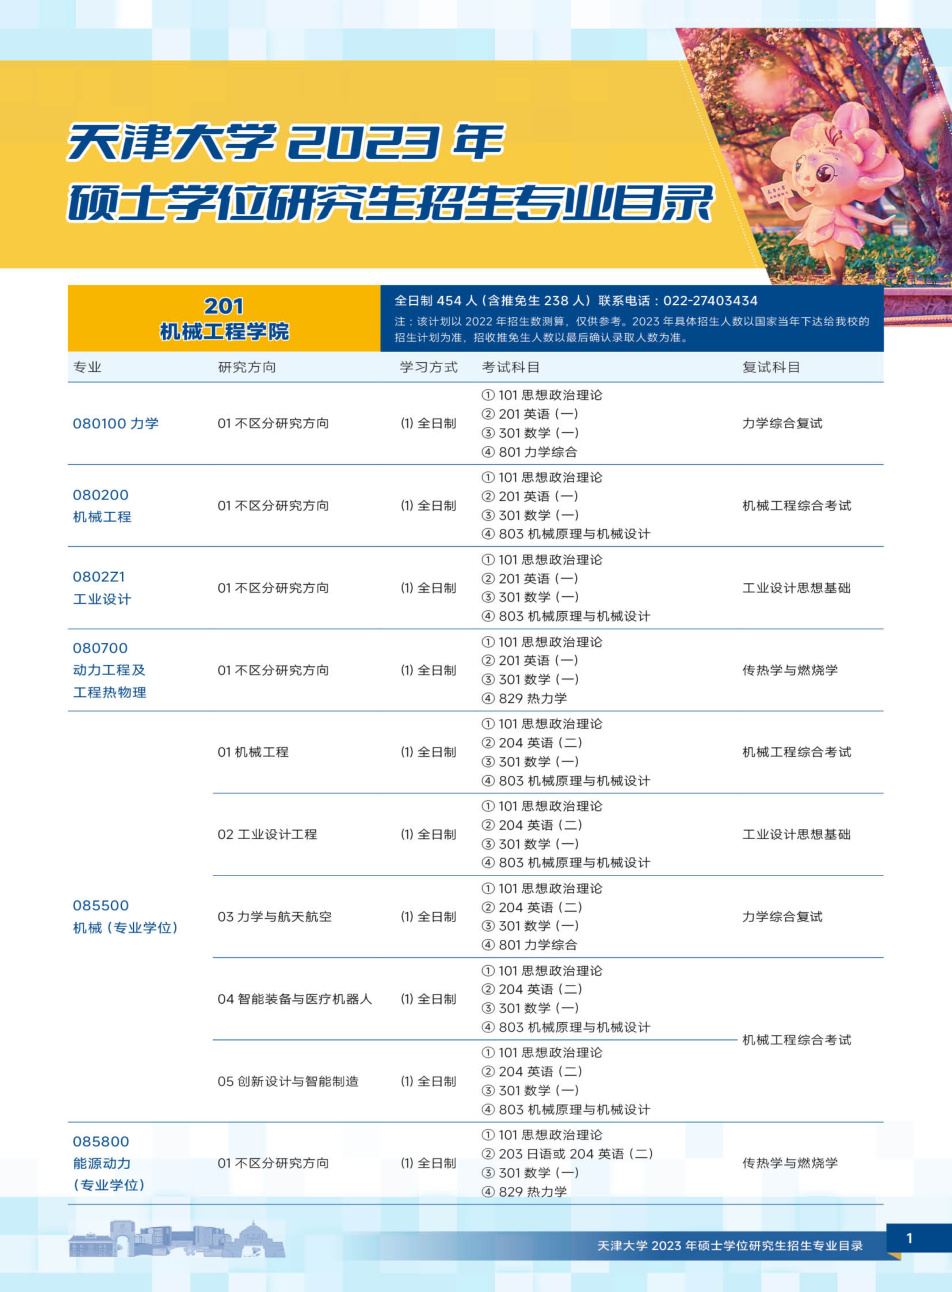 天津大学 2023 年
硕士学位研究生招生专业目录
201
机械工程学院
全日制 454 人 (含推免生 238 人) 联系电话：022-27403434
注：该计划以 2022 年招生数测算，仅供参考。2023 年具体招生人数以国家当年下达给我校的
招生计划为准，招收推免生人数以最后确认录取人数为准。
专业 研究方向 学习方式 考试科目 复试科目
080100 力学 01 不区分研究方向 (1) 全日制
① 101 思想政治理论
② 201 英语 (一)
③ 301 数学 (一)
④ 801 力学综合
力学综合复试
080200
机械工程
01 不区分研究方向 (1) 全日制
① 101 思想政治理论
② 201 英语 (一)
③ 301 数学 (一)
④ 803 机械原理与机械设计
机械工程综合考试
0802Z1
工业设计
01 不区分研究方向 (1) 全日制
① 101 思想政治理论
② 201 英语 (一)
③ 301 数学 (一)
④ 803 机械原理与机械设计
工业设计思想基础
080700
动力工程及
工程热物理
01 不区分研究方向 (1) 全日制
① 101 思想政治理论
② 201 英语 (一)
③ 301 数学 (一)
④ 829 热力学
传热学与燃烧学
085500
机械 (专业学位)
01 机械工程 (1) 全日制
① 101 思想政治理论
② 204 英语 (二)
③ 301 数学 (一)
④ 803 机械原理与机械设计
机械工程综合考试
02 工业设计工程 (1) 全日制
① 101 思想政治理论
② 204 英语 (二)
③ 301 数学 (一)
④ 803 机械原理与机械设计
工业设计思想基础
03 力学与航天航空 (1) 全日制
① 101 思想政治理论
② 204 英语 (二)
③ 301 数学 (一)
④ 801 力学综合
力学综合复试
04 智能装备与医疗机器人 (1) 全日制
① 101 思想政治理论
② 204 英语 (二)
③ 301 数学 (一)
④ 803 机械原理与机械设计
机械工程综合考试
05 创新设计与智能制造 (1) 全日制
① 101 思想政治理论
② 204 英语 (二)
③ 301 数学 (一)
④ 803 机械原理与机械设计
085800
能源动力
(专业学位)
01 不区分研究方向 (1) 全日制
① 101 思想政治理论
② 203 日语或 204 英语 (二)
③ 301 数学 (一)
④ 829 热力学
传热学与燃烧学
天津大学 2023 年硕士学位研究生招生专业目录 1